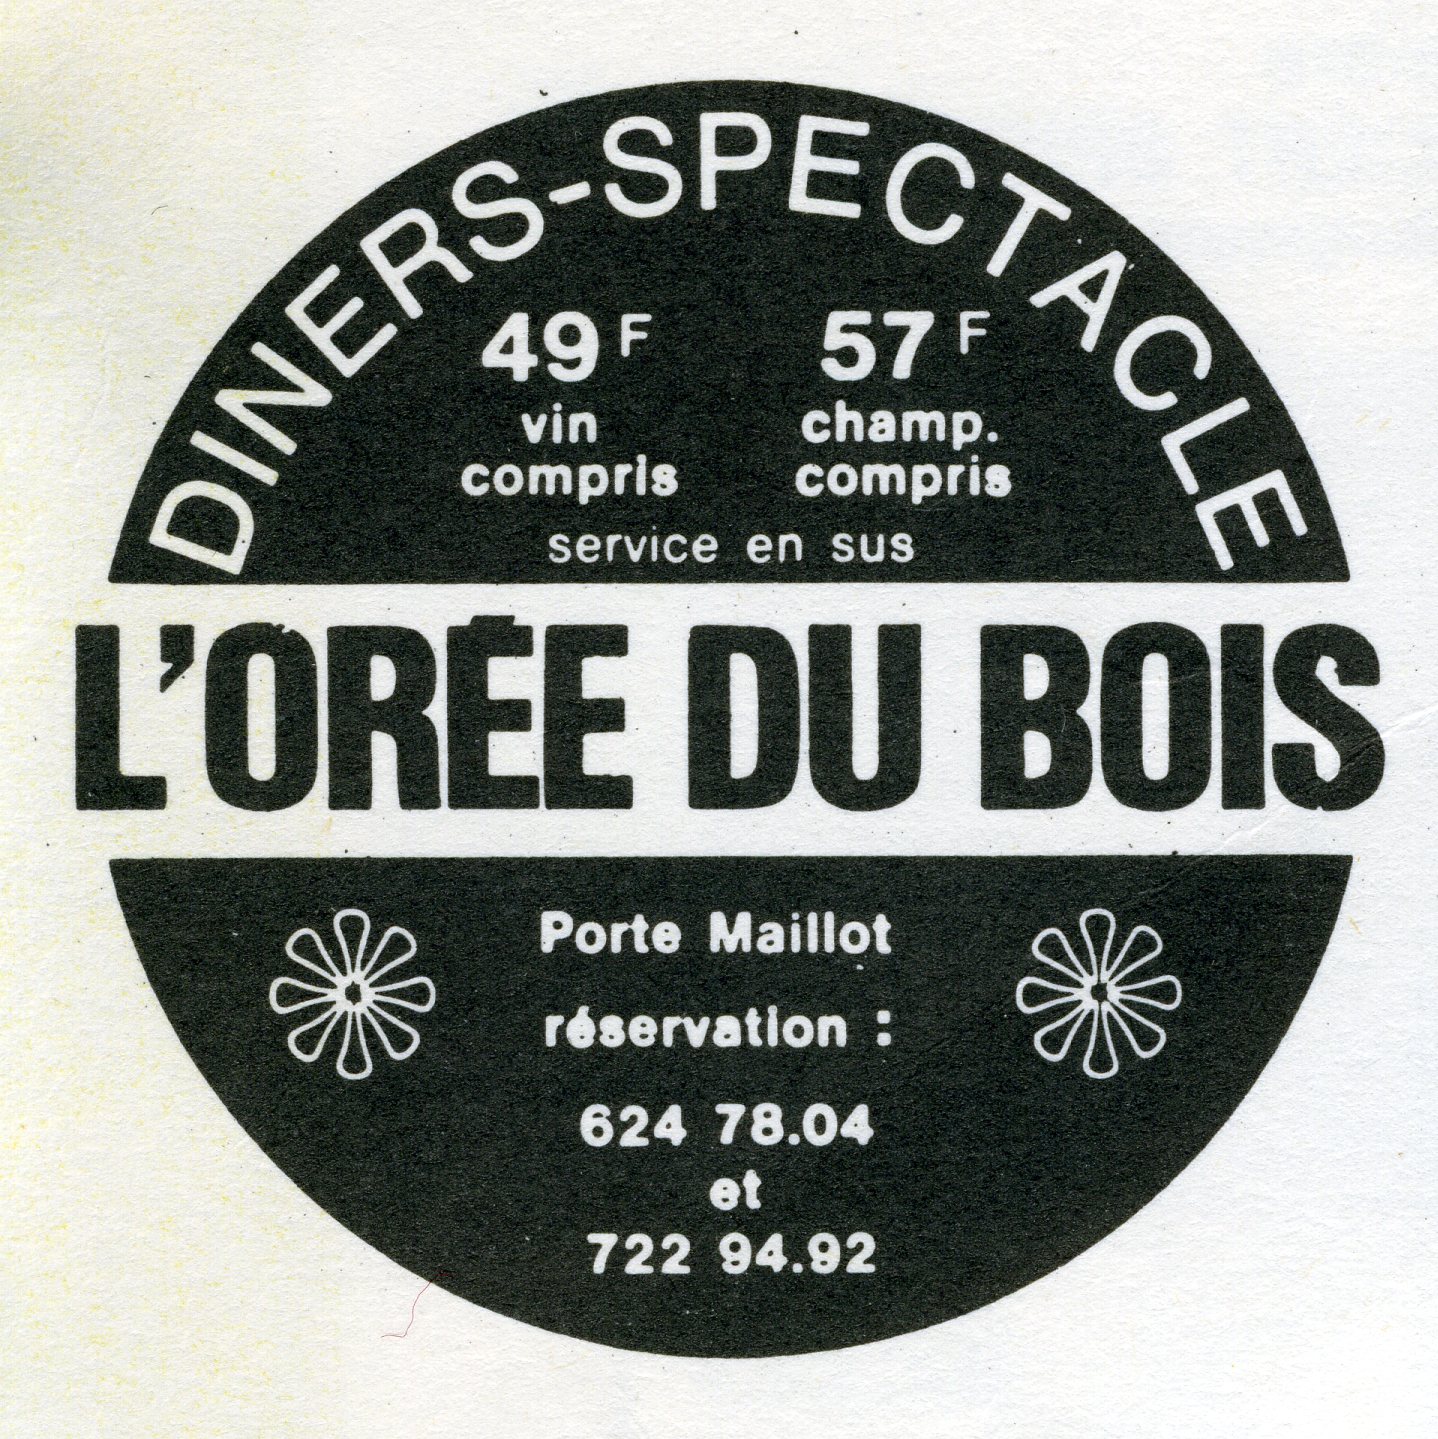 DINERS-SPECTACLE
49 F 57 F
vin champ.
compris compris
service en sus
L'ORÉE DU BOIS
Porte Maillot
réservation :
624 78.04
et
722 94.92